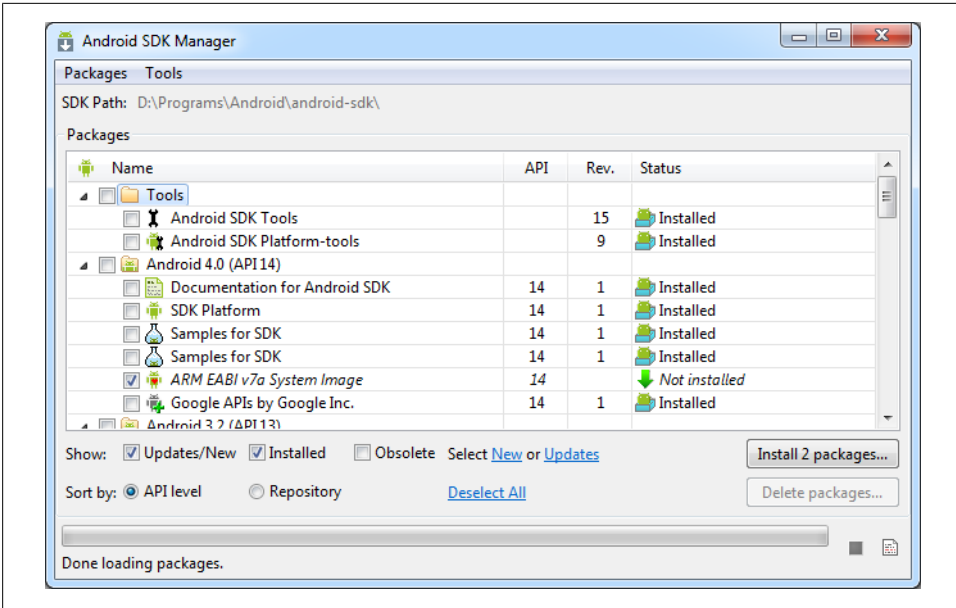 Android SDK Manager
Packages Tools
SDK Path: D:\Programs\Android\android-sdk\
Packages
Name API Rev. Status
Tools
Android SDK Tools 15 Installed
Android SDK Platform-tools 9 Installed
Android 4.0 (API 14)
Documentation for Android SDK 14 1 Installed
SDK Platform 14 1 Installed
Samples for SDK 14 1 Installed
Samples for SDK 14 1 Installed
ARM EABI v7a System Image 14 Not installed
Google APIs by Google Inc. 14 1 Installed
Android 3.2 (API 13)
Show: Updates/New Installed Obsolete Select New or Updates Install 2 packages...
Sort by: API level Repository Deselect All Delete packages...
Done loading packages.